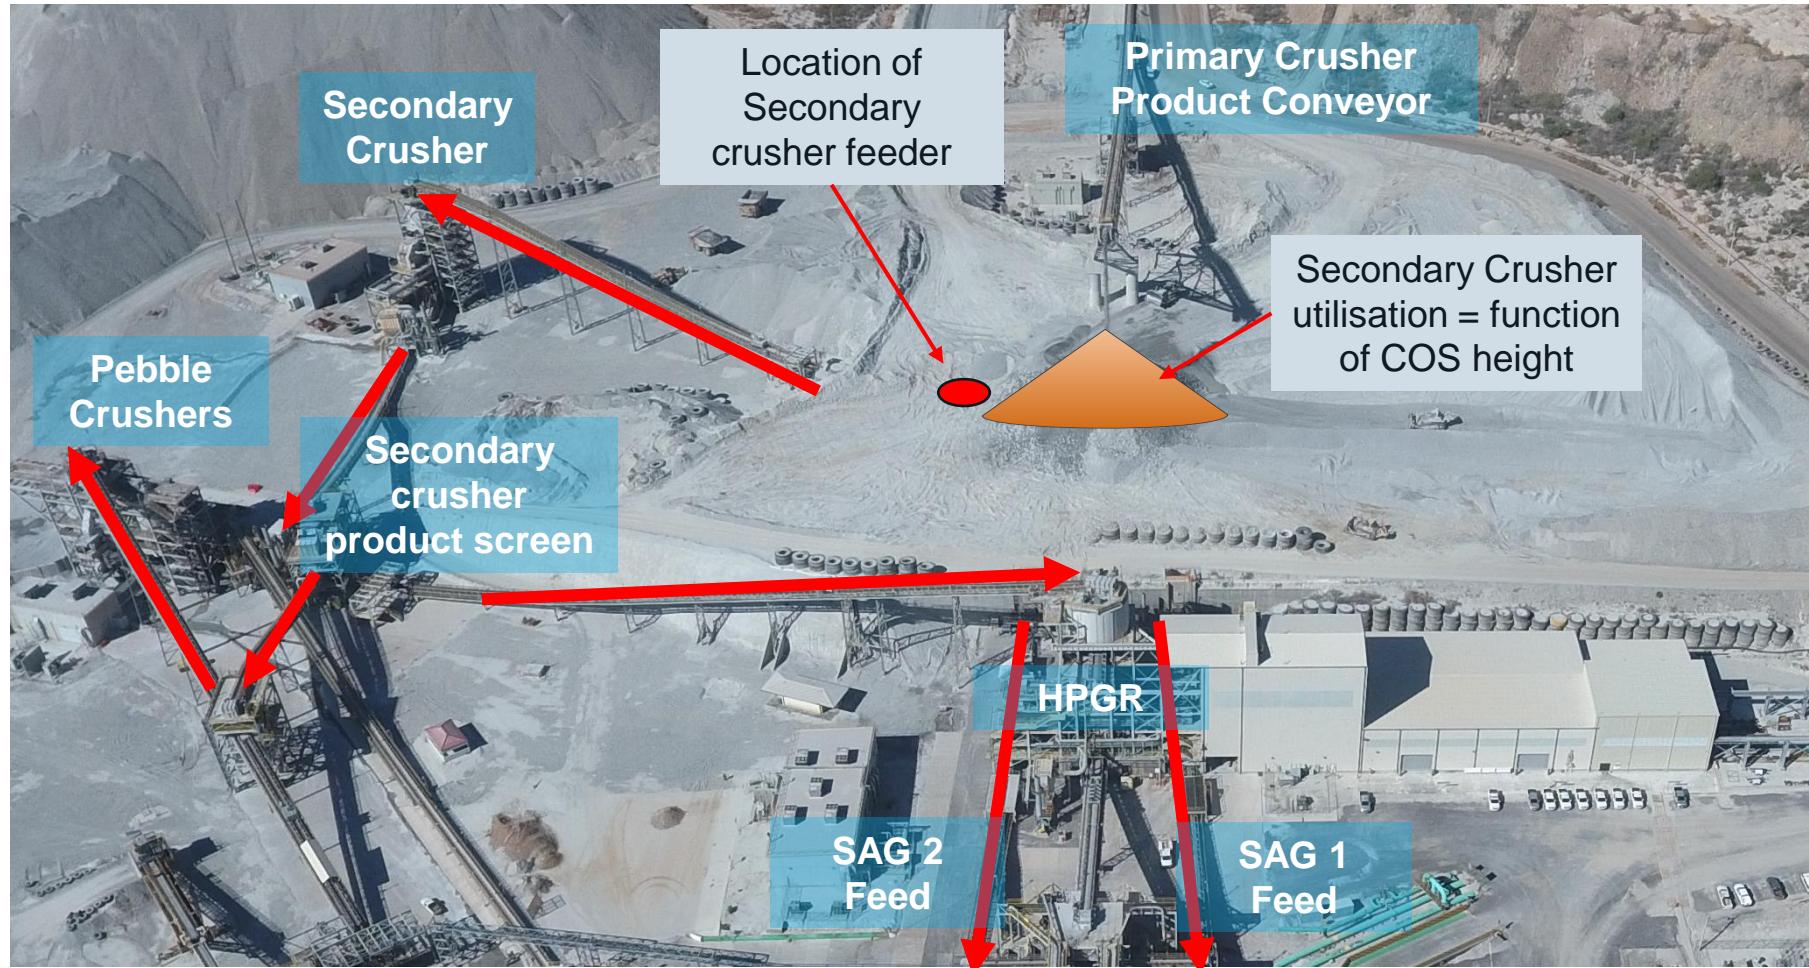 Location of
Secondary
crusher feeder
Primary Crusher
Product Conveyor
Secondary
Crusher
Secondary Crusher
utilisation = function
of COS height
Pebble
Crushers
Secondary
crusher
product screen
HPGR
SAG 2
Feed
SAG 1
Feed